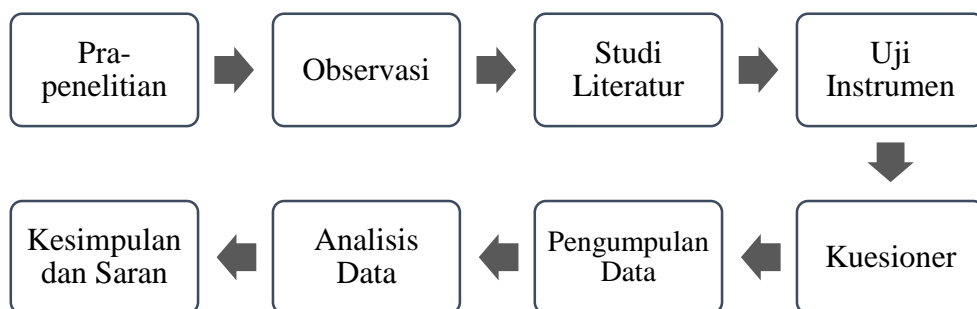 Pra-
penelitian
Observasi
Studi
Literatur
Uji
Instrumen
Kuesioner
Pengumpulan
Data
Analisis
Data
Kesimpulan
dan Saran